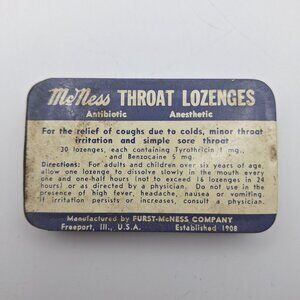 McNess THROAT LOZENGES
Antibiotic Anesthetic
For the relief of coughs due to colds, minor throat
irritation and simple sore throat
30 lozenges, each containing Tyrothricin 1 mg.,
and Benzocaine 5 mg.
Directions: For adults and children over six years of age,
allow one lozenge to dissolve slowly in the mouth every
one and one-half hours (not to exceed 16 lozenges in 24
hours) or as directed by a physician. Do not use in the
presence of high fever, headache, nausea or vomiting.
If irritation persists or increases, consult a physician.
Manufactured by FURST-McNESS COMPANY
Freeport, Ill., U.S.A. Established 1908